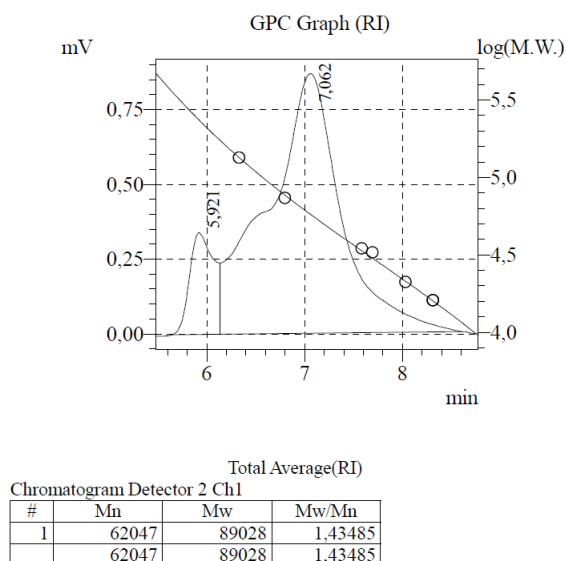 GPC Graph (RI)
mV
log(M.W.)
7,062
5,921
0,75
0,50
0,25
0,00
5,5
5,0
4,5
4,0
6 7 8
min
Total Average(RI)
Chromatogram Detector 2 Ch1
# Mn Mw Mw/Mn
1 62047 89028 1,43485
62047 89028 1,43485